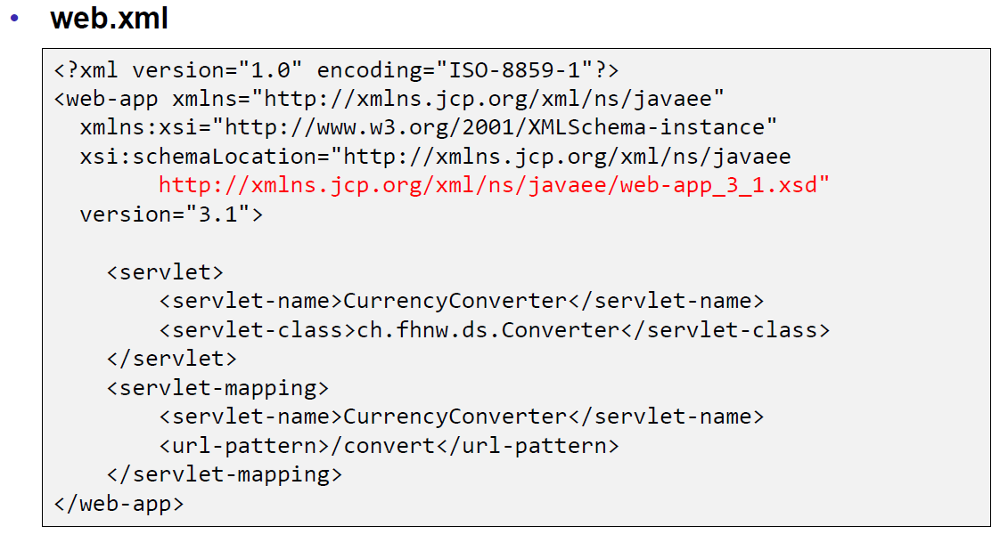 • web.xml
<?xml version="1.0" encoding="ISO-8859-1"?>
<web-app xmlns="http://xmlns.jcp.org/xml/ns/javaee"
  xmlns:xsi="http://www.w3.org/2001/XMLSchema-instance"
  xsi:schemaLocation="http://xmlns.jcp.org/xml/ns/javaee
        http://xmlns.jcp.org/xml/ns/javaee/web-app_3_1.xsd"
  version="3.1">
    <servlet>
        <servlet-name>CurrencyConverter</servlet-name>
        <servlet-class>ch.fhnw.ds.Converter</servlet-class>
    </servlet>
    <servlet-mapping>
        <servlet-name>CurrencyConverter</servlet-name>
        <url-pattern>/convert</url-pattern>
    </servlet-mapping>
</web-app>